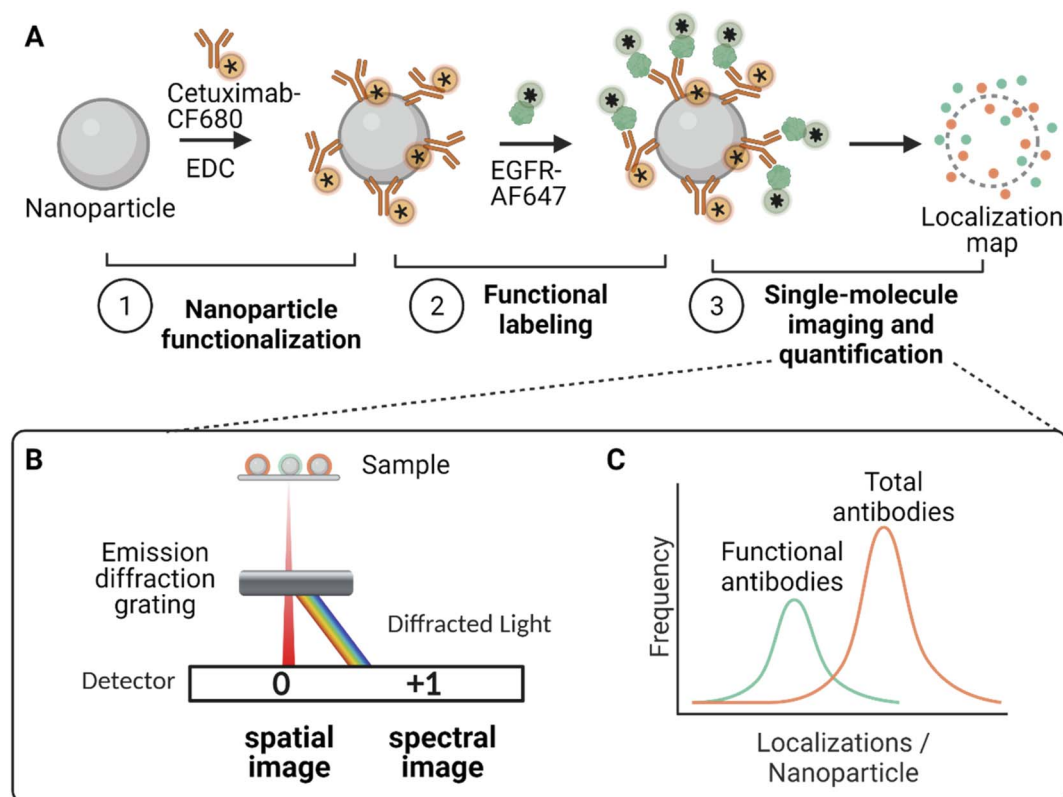 A
Cetuximab-
CF680
EDC
Nanoparticle
EGFR-
AF647
Localization
map
1
Nanoparticle
functionalization
2
Functional
labeling
3
Single-molecule
imaging and
quantification
B
Sample
Emission
diffraction
grating
Diffracted Light
Detector
0
+1
spatial
image
spectral
image
C
Total
antibodies
Functional
antibodies
Frequency
Localizations /
Nanoparticle